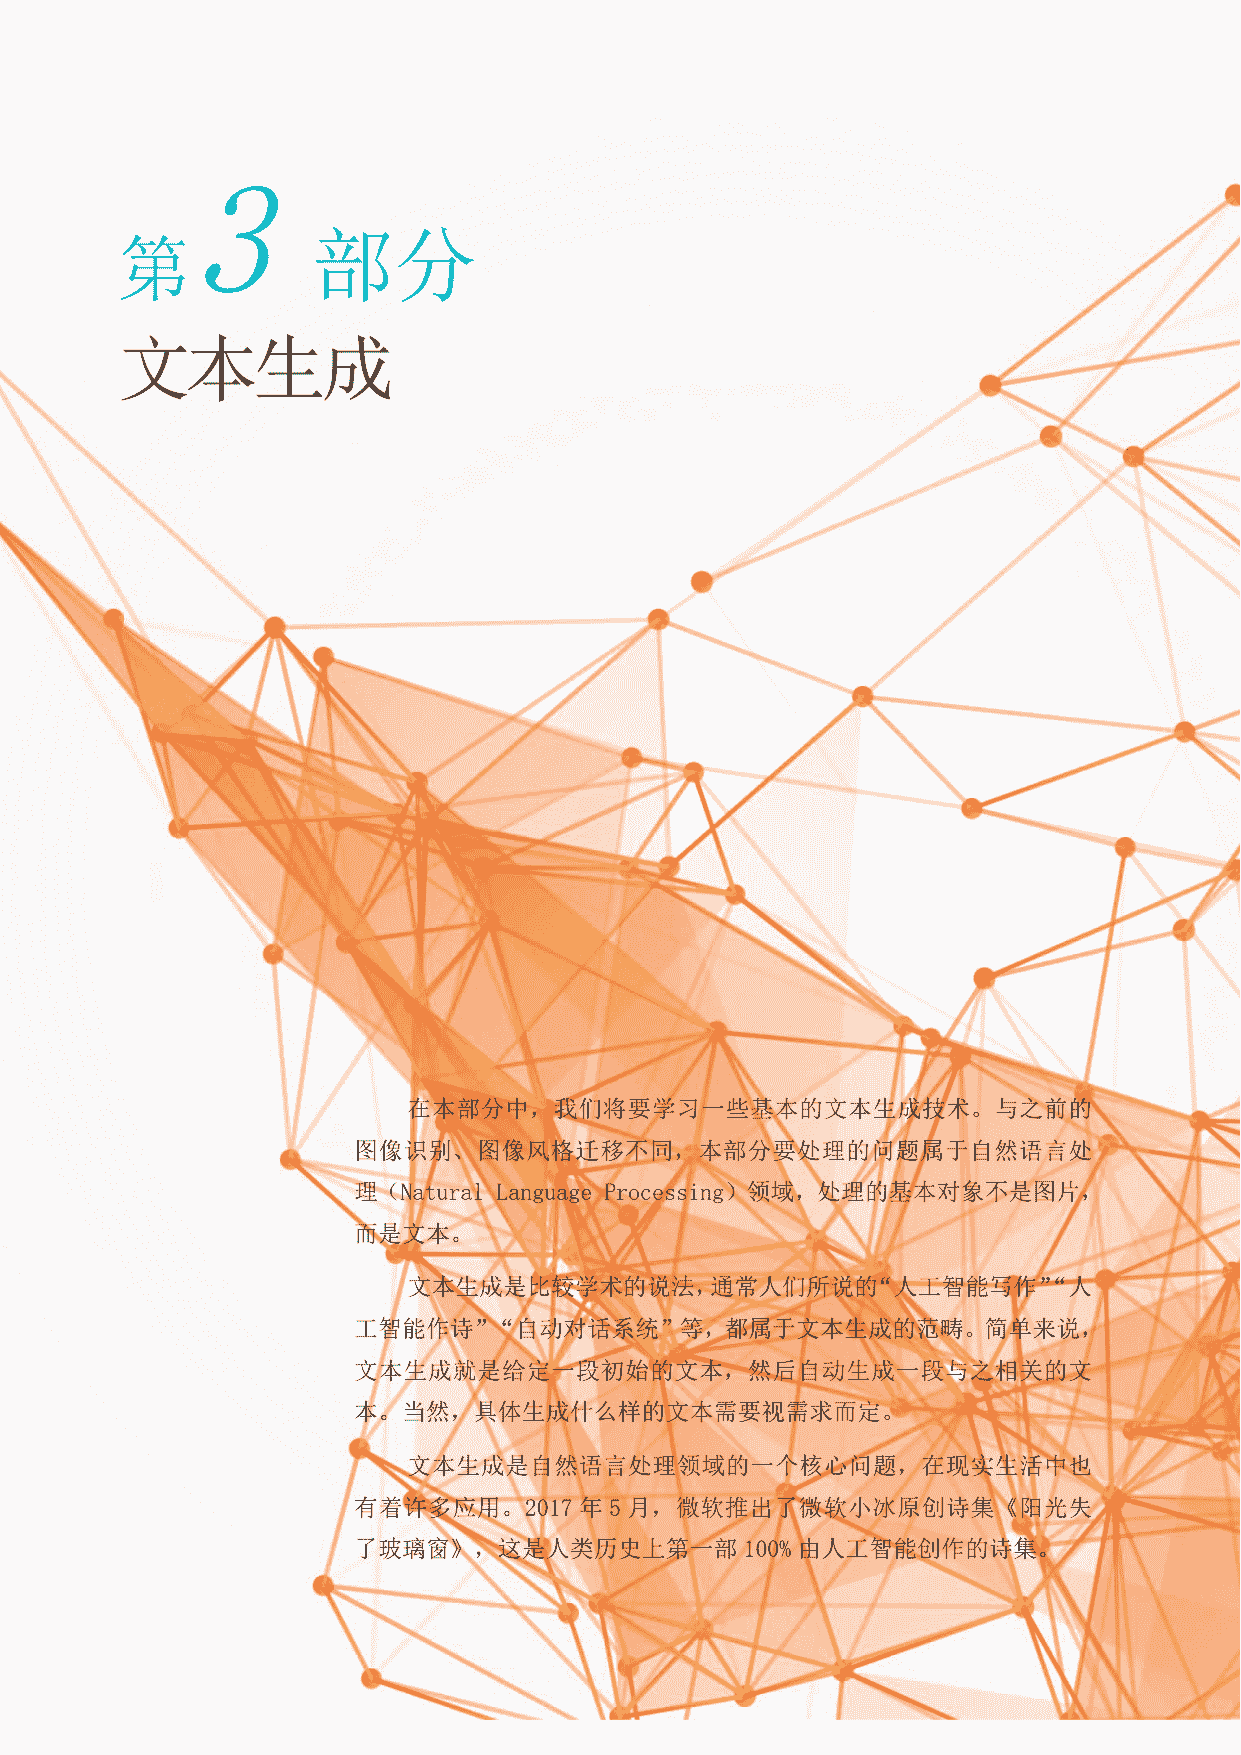 第3部分
文本生成
在本部分中，我们将要学习一些基本的文本生成技术。与之前的
图像识别、图像风格迁移不同，本部分要处理的问题属于自然语言处
理（Natural Language Processing）领域，处理的基本对象不是图片，
而是文本。
文本生成是比较学术的说法，通常人们所说的“人工智能写作”“人
工智能作诗”“自动对话系统”等，都属于文本生成的范畴。简单来说，
文本生成就是给定一段初始的文本，然后自动生成一段与之相关的文
本。当然，具体生成什么样的文本需要视需求而定。
文本生成是自然语言处理领域的一个核心问题，在现实生活中也
有着许多应用。2017 年 5 月，微软推出了微软小冰原创诗集《阳光失
了玻璃窗》，这是人类历史上第一部 100% 由人工智能创作的诗集。